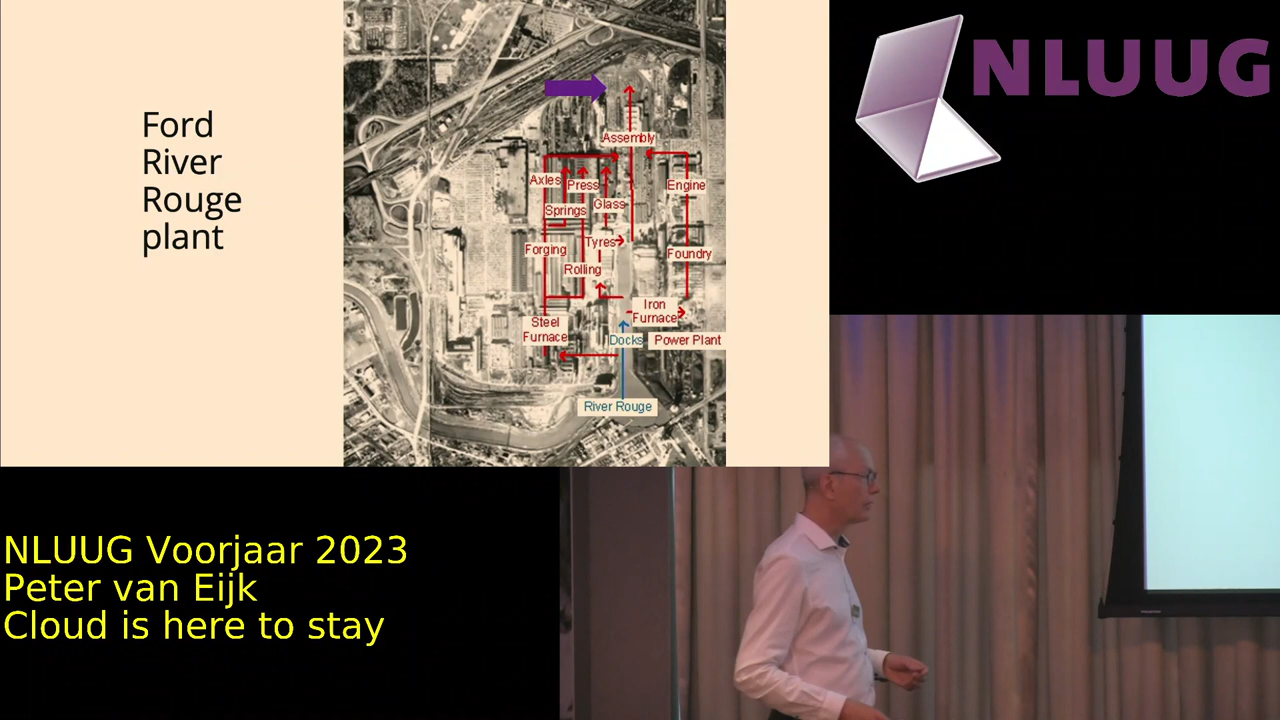 Ford
River
Rouge
plant
Assembly
Axles
Press
Engine
Springs
Glass
Tyres
Forging
Foundry
Rolling
Iron
Furnace
Steel
Furnace
Docks
Power Plant
River Rouge
NLUUG
NLUUG Voorjaar 2023
Peter van Eijk
Cloud is here to stay